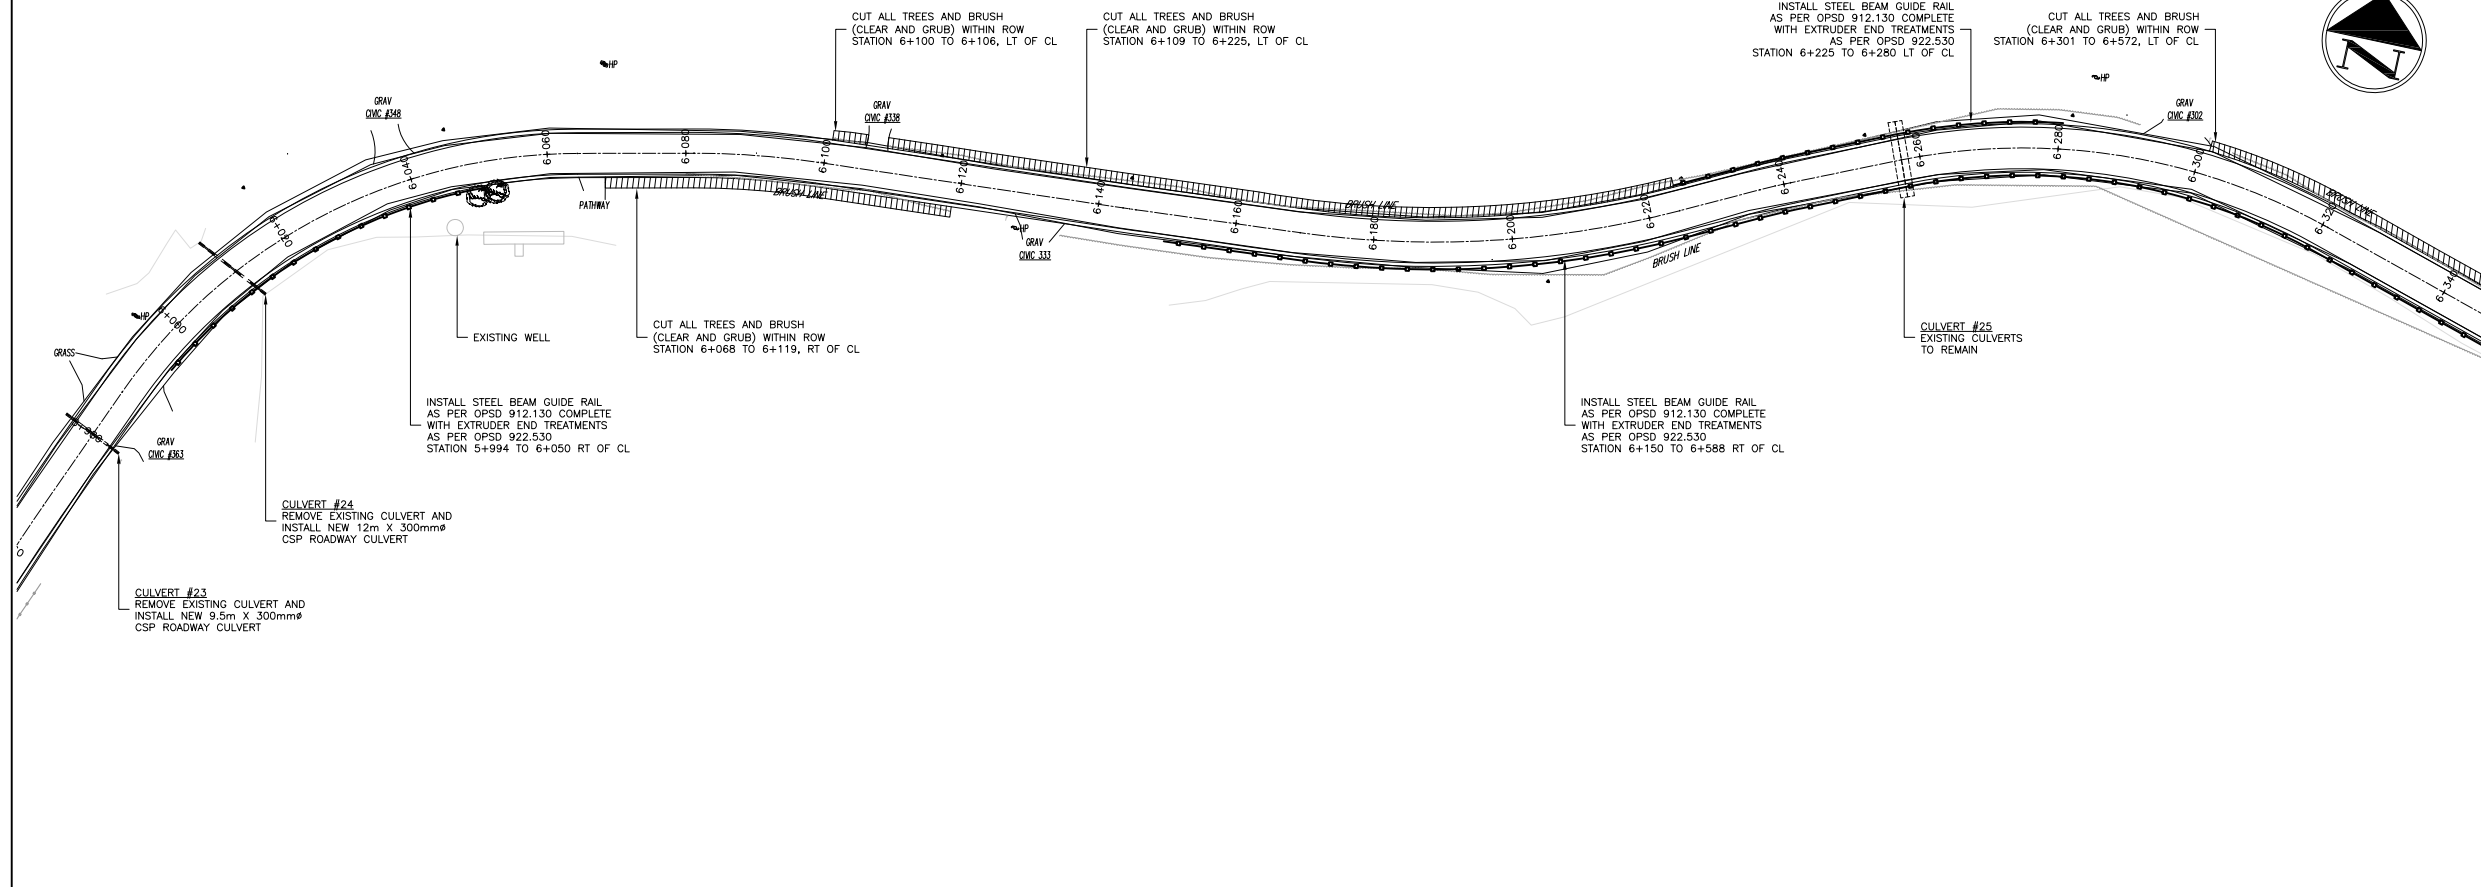 CUT ALL TREES AND BRUSH
(CLEAR AND GRUB) WITHIN ROW
STATION 6+100 TO 6+106, LT OF CL
CUT ALL TREES AND BRUSH
(CLEAR AND GRUB) WITHIN ROW
STATION 6+109 TO 6+225, LT OF CL
INSTALL STEEL BEAM GUIDE RAIL
AS PER OPSD 912.130 COMPLETE
WITH EXTRUDER END TREATMENTS
AS PER OPSD 922.530
STATION 6+225 TO 6+280 LT OF CL
CUT ALL TREES AND BRUSH
(CLEAR AND GRUB) WITHIN ROW
STATION 6+301 TO 6+572, LT OF CL
N
HP
HP
GRAV
CIVIC #348
GRAV
CIVIC #338
GRAV
CIVIC #302
6+020
6+040
6+060
6+080
6+100
6+120
6+140
6+160
6+180
6+200
6+220
6+240
6+260
6+280
6+300
6+320
6+340
BRUSH LINE
BRUSH LINE
BRUSH LINE
BRUSH LINE
PATHWAY
HP
GRAV
CIVIC 333
HP
GRASS
GRAV
CIVIC #363
EXISTING WELL
CUT ALL TREES AND BRUSH
(CLEAR AND GRUB) WITHIN ROW
STATION 6+068 TO 6+119, RT OF CL
CULVERT #25
EXISTING CULVERTS
TO REMAIN
INSTALL STEEL BEAM GUIDE RAIL
AS PER OPSD 912.130 COMPLETE
WITH EXTRUDER END TREATMENTS
AS PER OPSD 922.530
STATION 5+994 TO 6+050 RT OF CL
INSTALL STEEL BEAM GUIDE RAIL
AS PER OPSD 912.130 COMPLETE
WITH EXTRUDER END TREATMENTS
AS PER OPSD 922.530
STATION 6+150 TO 6+588 RT OF CL
CULVERT #24
REMOVE EXISTING CULVERT AND
INSTALL NEW 12m X 300mmø
CSP ROADWAY CULVERT
CULVERT #23
REMOVE EXISTING CULVERT AND
INSTALL NEW 9.5m X 300mmø
CSP ROADWAY CULVERT